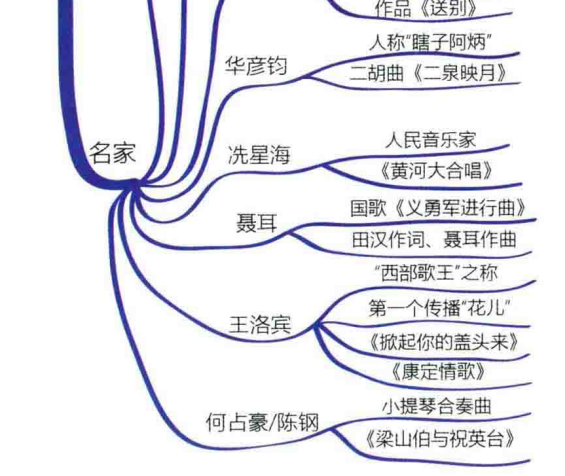 作品《送别》
华彦钧
人称“瞎子阿炳”
二胡曲《二泉映月》
名家
冼星海
人民音乐家
《黄河大合唱》
聂耳
国歌《义勇军进行曲》
田汉作词、聂耳作曲
王洛宾
“西部歌王”之称
第一个传播“花儿”
《掀起你的盖头来》
《康定情歌》
何占豪/陈钢
小提琴合奏曲
《梁山伯与祝英台》